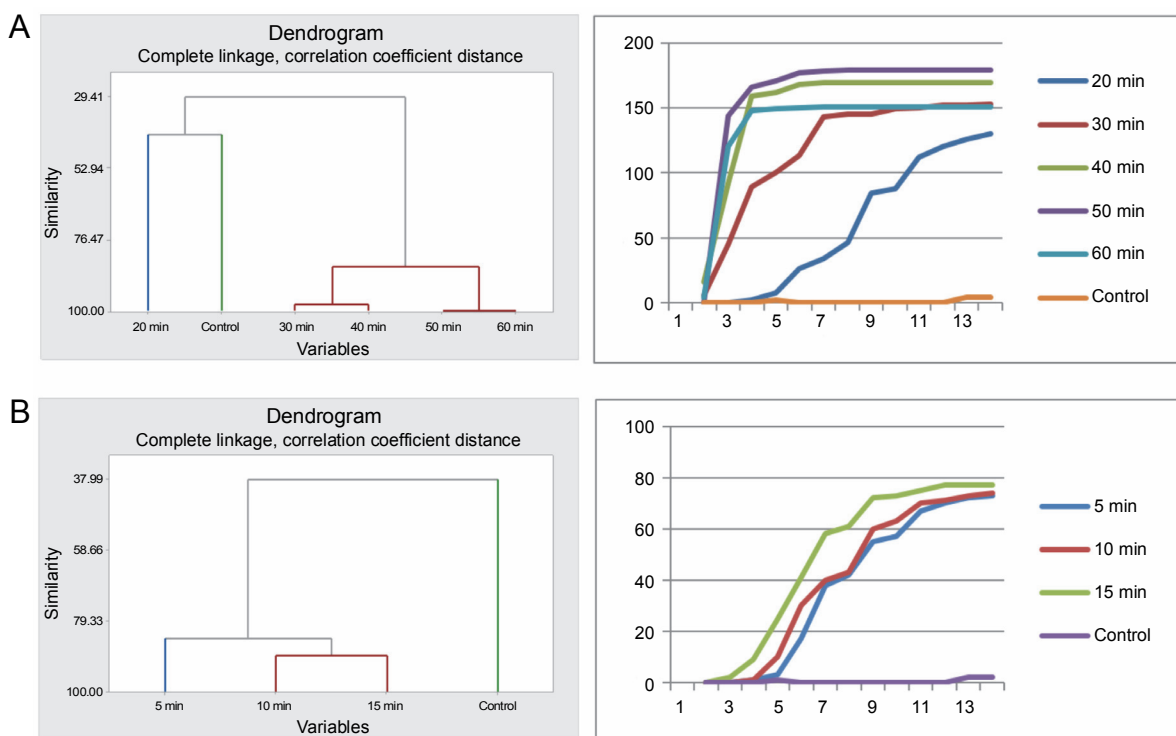 A
Dendrogram
Complete linkage, correlation coefficient distance
Similarity
29.41
52.94
76.47
100.00
20 min Control 30 min 40 min 50 min 60 min
Variables
200
150
100
50
0
1 3 5 7 9 11 13
20 min
30 min
40 min
50 min
60 min
Control
B
Dendrogram
Complete linkage, correlation coefficient distance
Similarity
37.99
58.66
79.33
100.00
5 min 10 min 15 min Control
Variables
100
80
60
40
20
0
1 3 5 7 9 11 13
5 min
10 min
15 min
Control